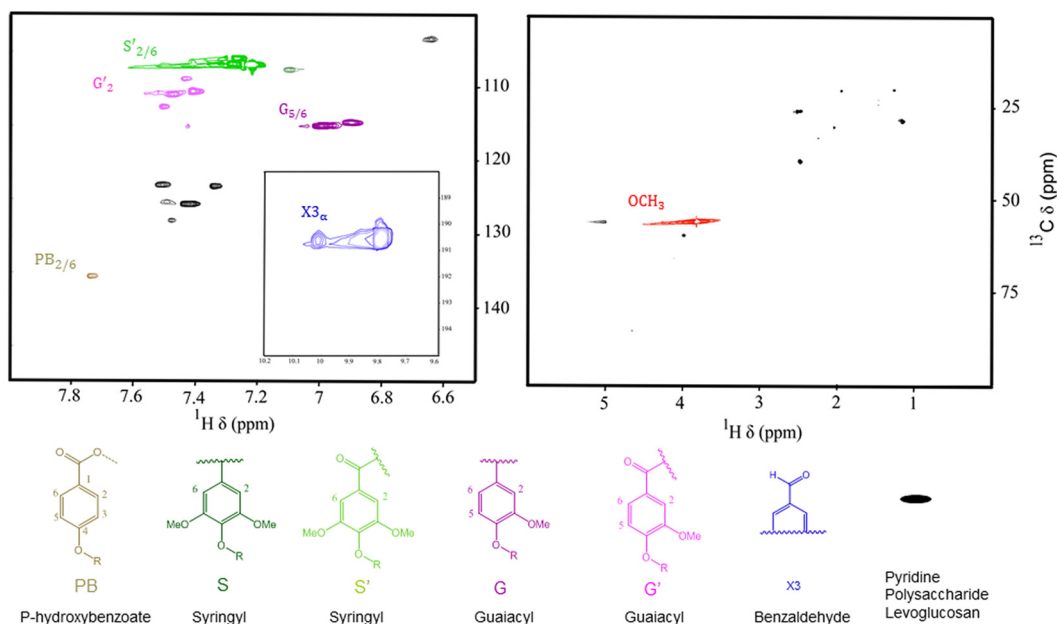 S'2/6
G'2
G5/6
PB2/6
X3α
110
120
130
140
7.8 7.6 7.4 7.2 7 6.8 6.6
¹H δ (ppm)
189
190
191
192
193
194
10.2 10.1 10 9.9 9.8 9.7 9.6
OCH3
25
50
75
¹³C δ (ppm)
5 4 3 2 1
¹H δ (ppm)
O O
1
6 2
5 3
4
O R
PB
P-hydroxybenzoate
6 2
MeO OMe
O R
S
Syringyl
O
6 2
MeO OMe
O R
S'
Syringyl
6 2
5 OMe
O R
G
Guaiacyl
O
6 2
5 OMe
O R
G'
Guaiacyl
CHO
X3
Benzaldehyde
Pyridine
Polysaccharide
Levoglucosan